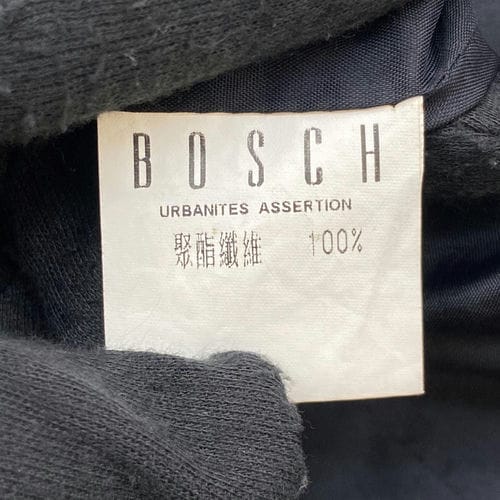 BOSCH
URBANITES ASSERTION
聚酯纖維 100%